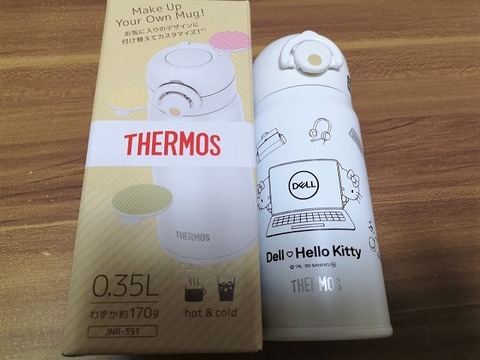 Make Up
Your Own Mug!
お気に入りのデザインに
付け替えてカスタマイズ!
THERMOS
THERMOS
0.35L
わずか約170g
JNR-351
hot & cold
DELL
Dell♡Hello Kitty
THERMOS